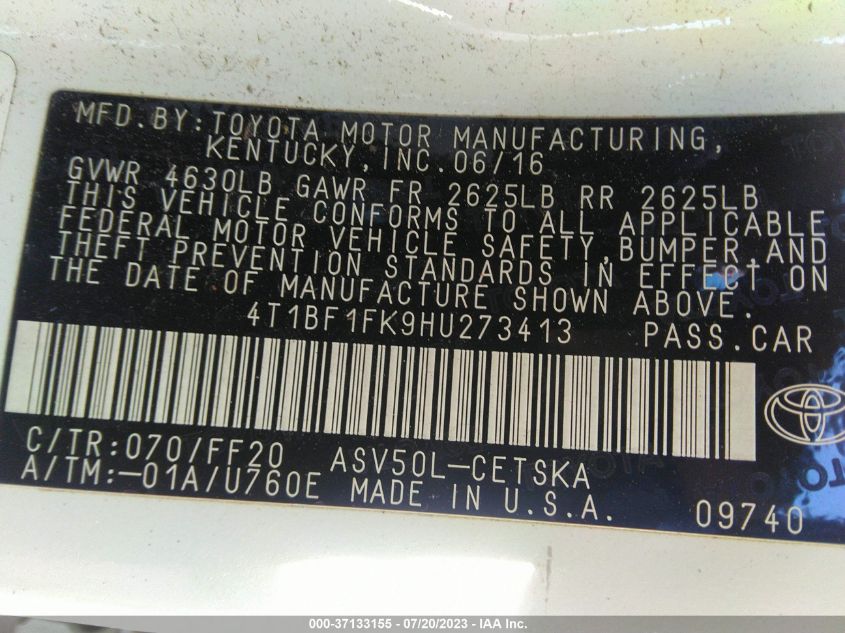 MFD.BY:TOYOTA MOTOR MANUFACTURING,
KENTUCKY,INC.06/16
GVWR 4630LB GAWR FR 2625LB RR 2625LB
THIS VEHICLE CONFORMS TO ALL APPLICABLE
FEDERAL MOTOR VEHICLE SAFETY,BUMPER,AND
THEFT PREVENTION STANDARDS IN EFFECT ON
THE DATE OF MANUFACTURE SHOWN ABOVE.
4T1BF1FK9HU273413 PASS.CAR
C/TR:070/FF20 ASV50L-CETSKA
A/TM:-01A/U760E MADE IN U.S.A. 09740
000-37133155 / 07/20/2023 - IAA Inc.